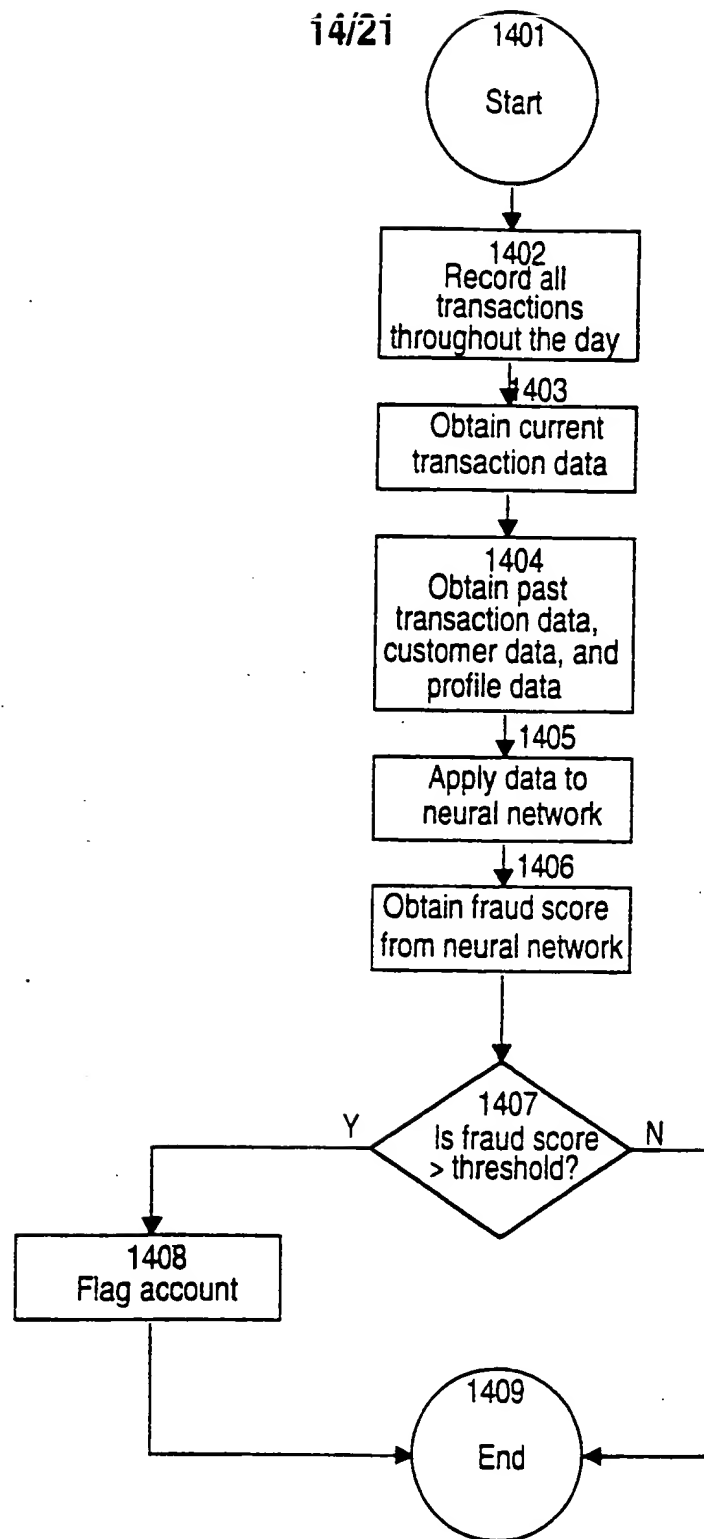 14/21
1401
Start
1402
Record all
transactions
throughout the day
1403
Obtain current
transaction data
1404
Obtain past
transaction data,
customer data, and
profile data
1405
Apply data to
neural network
1406
Obtain fraud score
from neural network
1407
Is fraud score
> threshold?
Y
N
1408
Flag account
1409
End